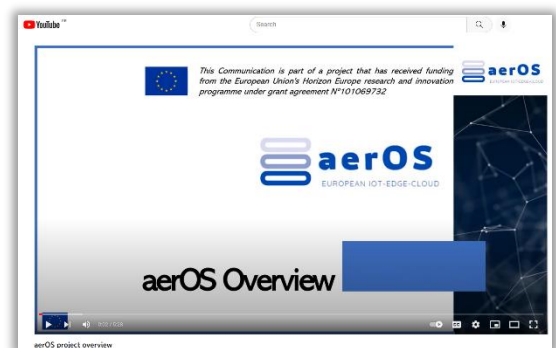 YouTube
Search
This Communication is part of a project that has received funding
from the European Union's Horizon Europe research and innovation
programme under grant agreement N°101069732
aerOS
aerOS
EUROPEAN IOT-EDGE-CLOUD
aerOS Overview
aerOS project overview